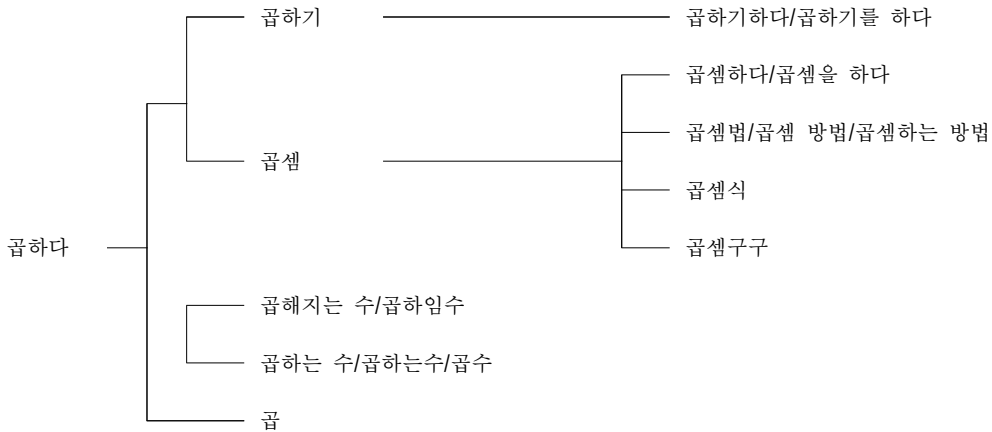 곱하기 곱하기하다/곱하기를 하다
곱셈하다/곱셈을 하다
곱셈법/곱셈 방법/곱셈하는 방법
곱셈
곱셈식
곱하다 곱셈구구
곱해지는 수/곱하임수
곱하는 수/곱하는수/곱수
곱